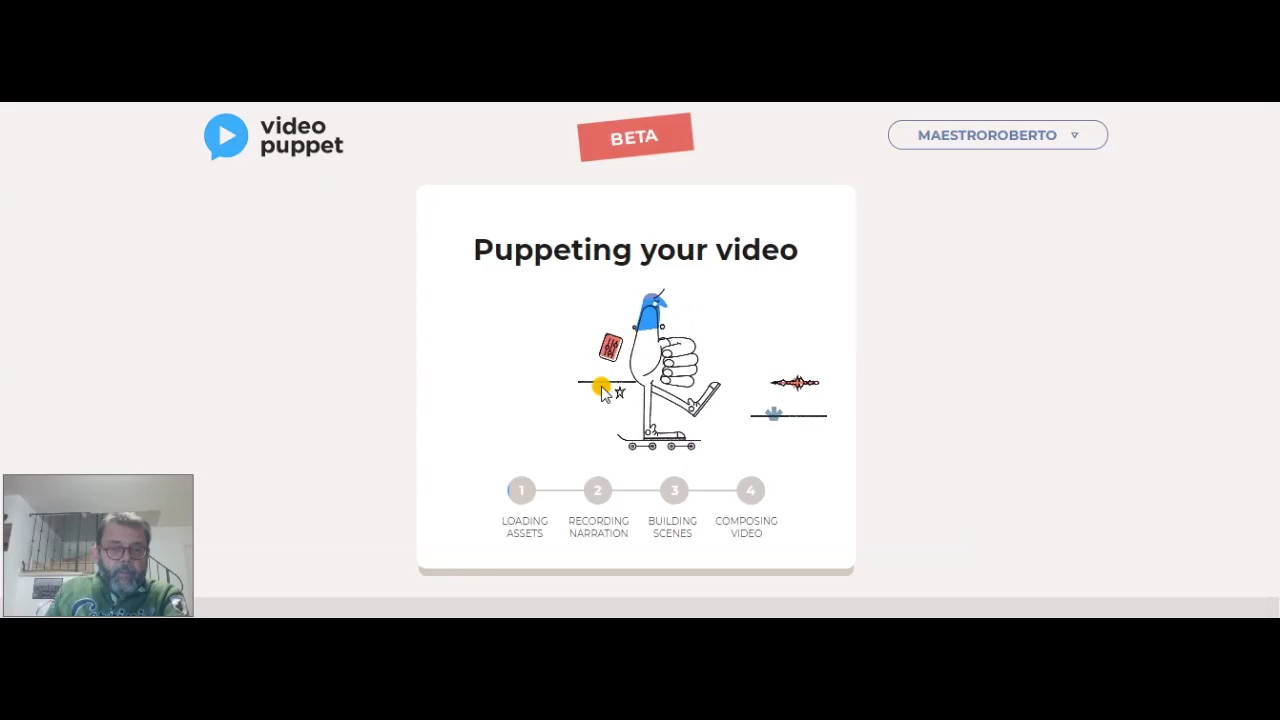 video
puppet
BETA
MAESTROROBERTO
Puppeting your video
1
2
3
4
LOADING
ASSETS
RECORDING
NARRATION
BUILDING
SCENES
COMPOSING
VIDEO